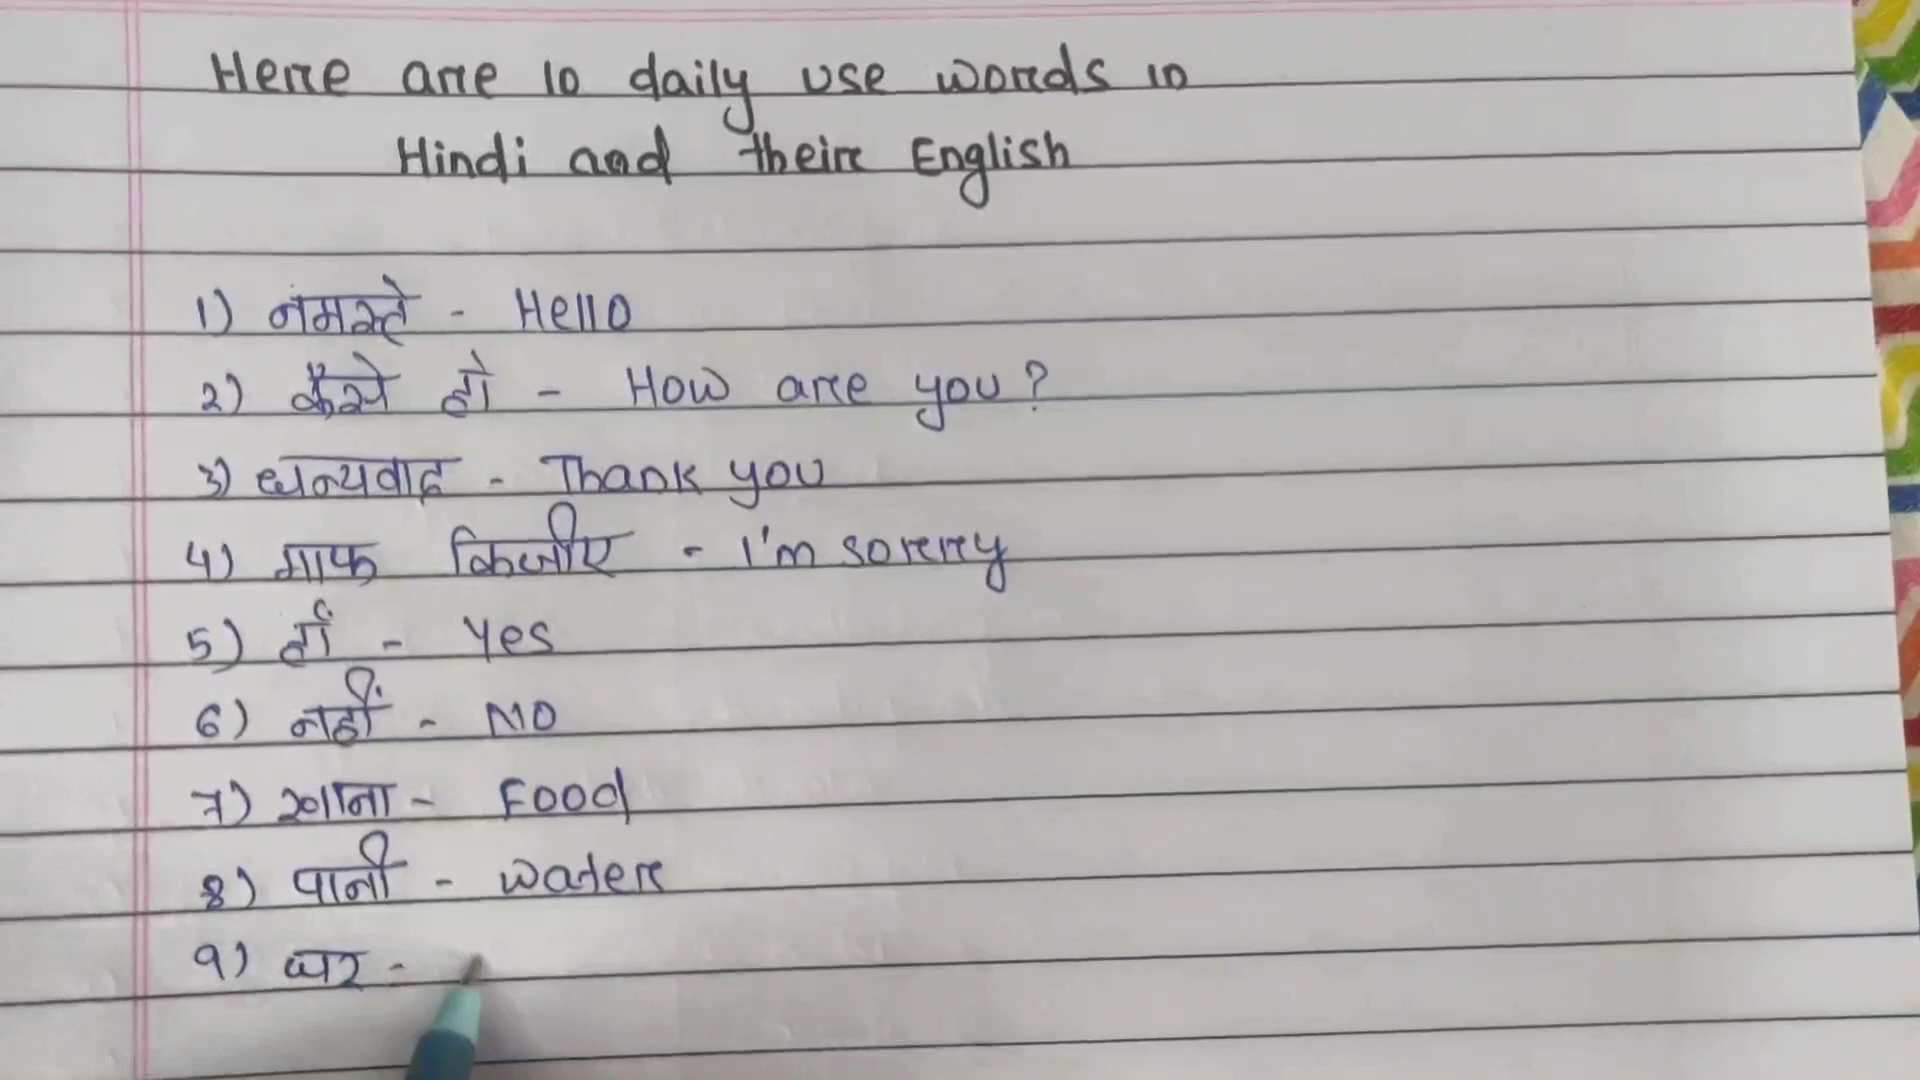 Here are 10 daily use words in
Hindi and their English
1) नमस्ते - Hello
2) कैसे हो - How are you?
3) धन्यवाद - Thank you
4) माफ किजीए - I'm sorry
5) हाँ - Yes
6) नहीं - No
7) खाना - Food
8) पानी - Water
9) घर -